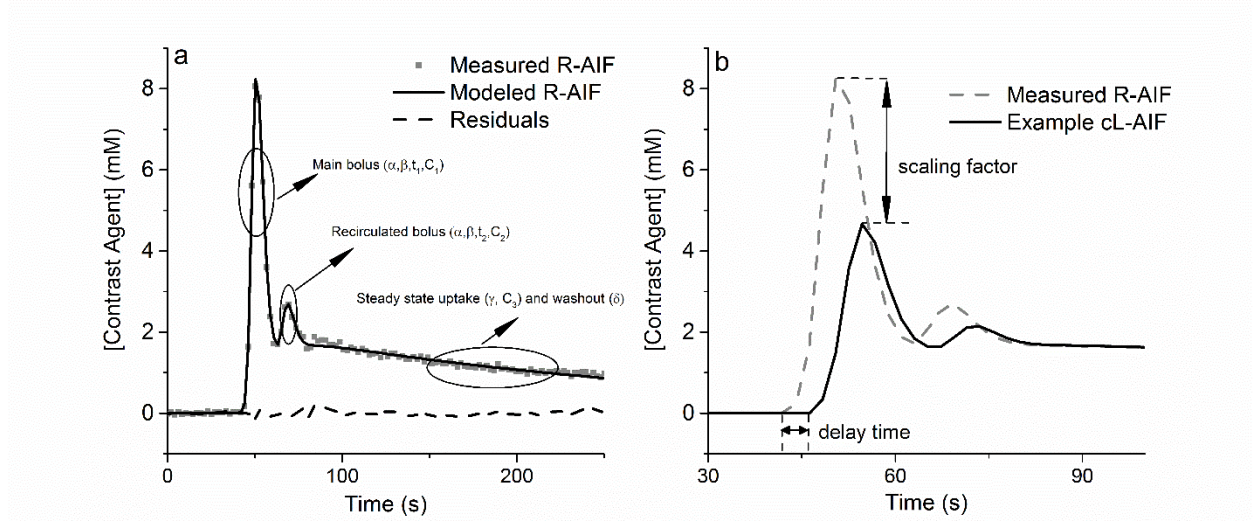 a
Measured R-AIF
Modeled R-AIF
Residuals
Main bolus (α,β,t₁,C₁)
Recirculated bolus (α,β,t₂,C₂)
Steady state uptake (γ, C₃) and washout (δ)
[Contrast Agent] (mM)
8
6
4
2
0
0
100
200
Time (s)
b
Measured R-AIF
Example cL-AIF
scaling factor
delay time
[Contrast Agent] (mM)
8
6
4
2
0
30
60
90
Time (s)